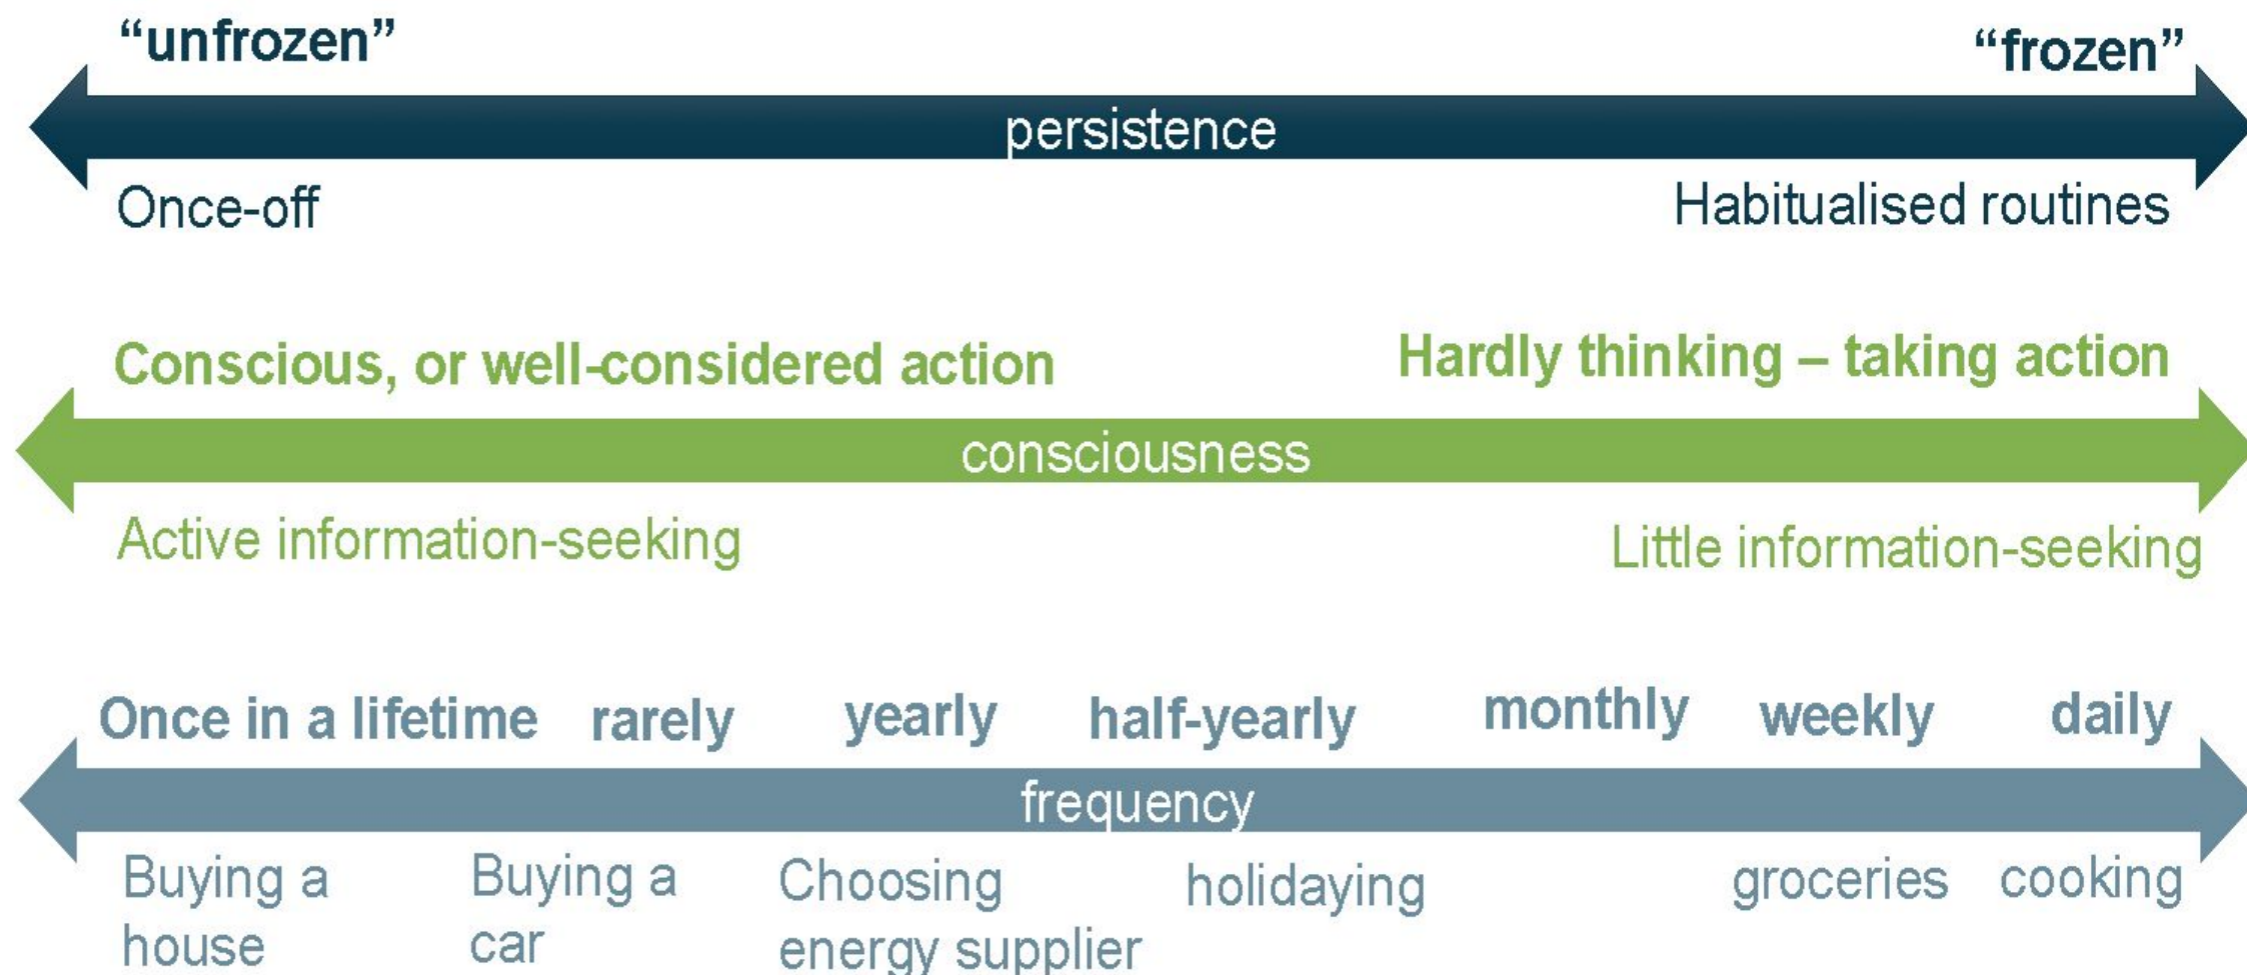 “unfrozen” “frozen”
persistence
Once-off Habitualised routines
Conscious, or well-considered action Hardly thinking – taking action
consciousness
Active information-seeking Little information-seeking
Once in a lifetime rarely yearly half-yearly monthly weekly daily
frequency
Buying a Buying a Choosing holidaying groceries cooking
house car energy supplier